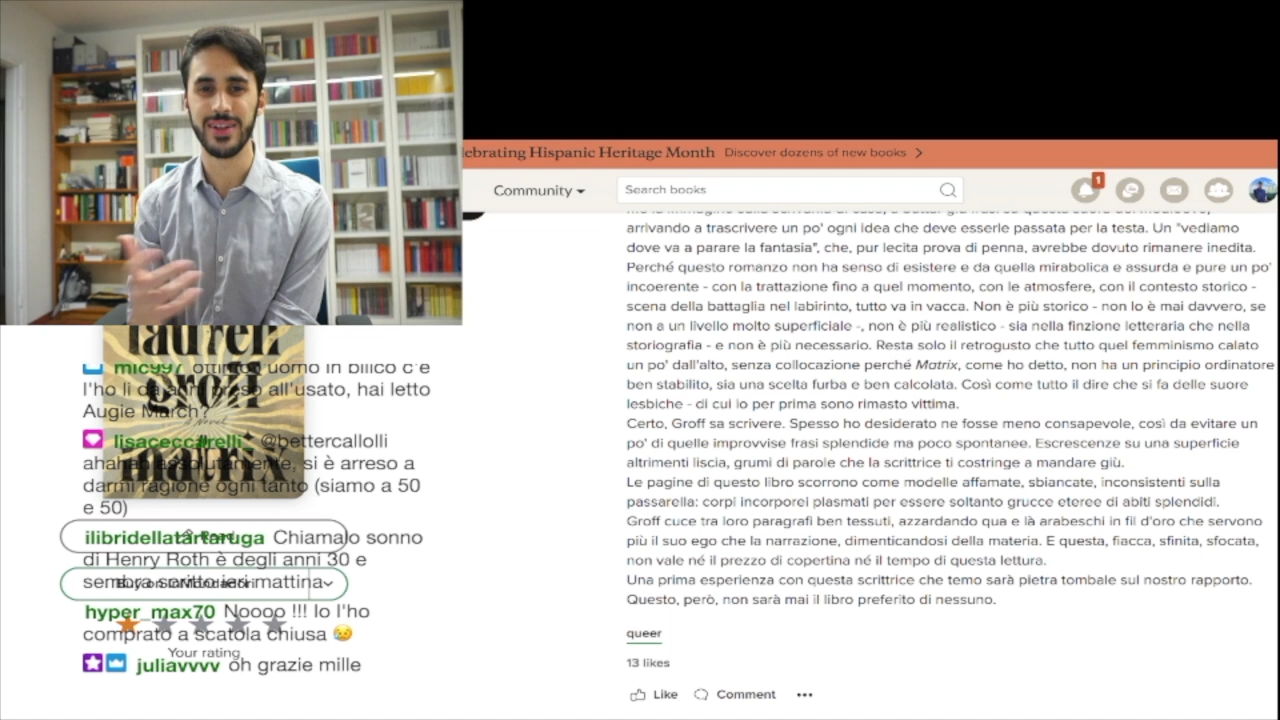 lebrating Hispanic Heritage Month Discover dozens of new books
Community
Search books
1
arrivando a trascrivere un po' ogni idea che deve esserle passata per la testa. Un "vediamo
dove va a parare la fantasia", che, pur lecita prova di penna, avrebbe dovuto rimanere inedita.
Perché questo romanzo non ha senso di esistere e da quella mirabolica e assurda e pure un po'
incoerente - con la trattazione fino a quel momento, con le atmosfere, con il contesto storico -
scena della battaglia nel labirinto, tutto va in vacca. Non è più storico - non lo è mai davvero, se
non a un livello molto superficiale -, non è più realistico - sia nella finzione letteraria che nella
storiografia - e non è più necessario. Resta solo il retrogusto che tutto quel femminismo calato
un po' dall'alto, senza collocazione perché Matrix, come ho detto, non ha un principio ordinatore
ben stabilito, sia una scelta furba e ben calcolata. Così come tutto il dire che si fa delle suore
lesbiche - di cui io per prima sono rimasto vittima.
Certo, Groff sa scrivere. Spesso ho desiderato ne fosse meno consapevole, così da evitare un
po' di quelle improvvise frasi splendide ma poco spontanee. Escrescenze su una superficie
altrimenti liscia, grumi di parole che la scrittrice ti costringe a mandare giù.
Le pagine di questo libro scorrono come modelle affamate, sbiancate, inconsistenti sulla
passarella: corpi incorporei plasmati per essere soltanto grucce eteree di abiti splendidi.
Groff cuce tra loro paragrafi ben tessuti, azzardando qua e là arabeschi in fil d'oro che servono
più il suo ego che la narrazione, dimenticandosi della materia. E questa, fiacca, sfinita, sfocata,
non vale né il prezzo di copertina né il tempo di questa lettura.
Una prima esperienza con questa scrittrice che temo sarà pietra tombale sul nostro rapporto.
Questo, però, non sarà mai il libro preferito di nessuno.
queer
13 likes
Like Comment
lauren
groff
a novel
matrix
mic997 ottimo. uomo in bilico c'è
l'ho lì da anni preso all'usato, hai letto
Augie March?
lisaceccarelli @bettercallolli
ahahah assolutamente, si è arreso a
darmi ragione ogni tanto (siamo a 50
e 50)
ilibridellatartaruga Chiamalo sonno
di Henry Roth è degli anni 30 e
sembra scritto ieri mattina
hyper_max70 Noooo !!! Io l'ho
comprato a scatola chiusa 😥
Your rating
juliavvvv oh grazie mille